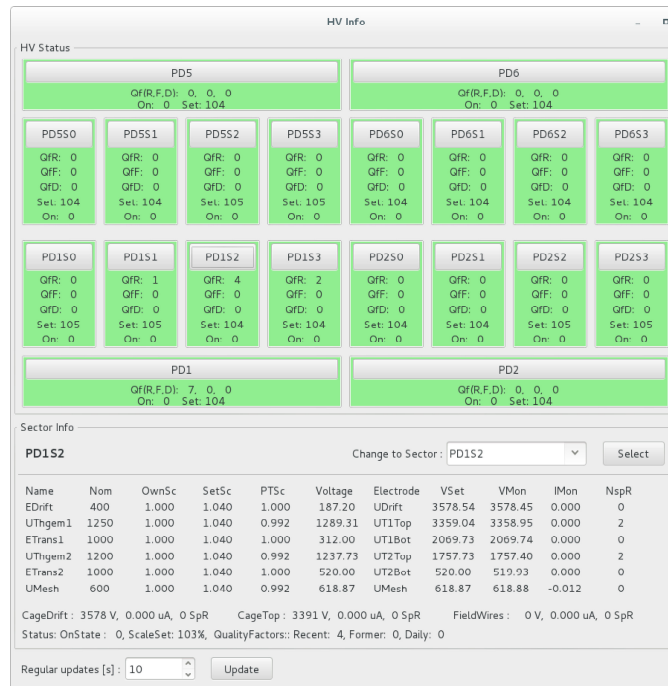 HV Info
HV Status
PD5 PD6
Qf(R,F,D): 0, 0, 0 Qf(R,F,D): 0, 0, 0
On: 0 Set: 104 On: 0 Set: 104
PD5S0 PD5S1 PD5S2 PD5S3 PD6S0 PD6S1 PD6S2 PD6S3
QfR: 0 QfR: 0 QfR: 0 QfR: 0 QfR: 0 QfR: 0 QfR: 0 QfR: 0
QfF: 0 QfF: 0 QfF: 0 QfF: 0 QfF: 0 QfF: 0 QfF: 0 QfF: 0
QfD: 0 QfD: 0 QfD: 0 QfD: 0 QfD: 0 QfD: 0 QfD: 0 QfD: 0
Set: 104 Set: 104 Set: 105 Set: 105 Set: 104 Set: 104 Set: 104 Set: 104
On: 0 On: 0 On: 0 On: 0 On: 0 On: 0 On: 0 On: 0
PD1S0 PD1S1 PD1S2 PD1S3 PD2S0 PD2S1 PD2S2 PD2S3
QfR: 0 QfR: 1 QfR: 4 QfR: 2 QfR: 0 QfR: 0 QfR: 0 QfR: 0
QfF: 0 QfF: 0 QfF: 0 QfF: 0 QfF: 0 QfF: 0 QfF: 0 QfF: 0
QfD: 0 QfD: 0 QfD: 0 QfD: 0 QfD: 0 QfD: 0 QfD: 0 QfD: 0
Set: 105 Set: 105 Set: 104 Set: 104 Set: 104 Set: 104 Set: 105 Set: 105
On: 0 On: 0 On: 0 On: 0 On: 0 On: 0 On: 0 On: 0
PD1 PD2
Qf(R,F,D): 7, 0, 0 Qf(R,F,D): 0, 0, 0
On: 0 Set: 104 On: 0 Set: 104
Sector Info
PD1S2 Change to Sector : PD1S2 Select
Name Nom OwnSc SetSc PTSc Voltage Electrode VSet VMon IMon NspR
EDrift 400 1.000 1.040 1.000 187.20 UDrift 3578.54 3578.45 0.000 0
UThgem1 1250 1.000 1.040 0.992 1289.31 UT1Top 3359.04 3358.95 0.000 2
ETrans1 1000 1.000 1.040 1.000 312.00 UT1Bot 2069.73 2069.74 0.000 0
UThgem2 1200 1.000 1.040 0.992 1237.73 UT2Top 1757.73 1757.40 0.000 2
ETrans2 1000 1.000 1.040 1.000 520.00 UT2Bot 520.00 519.93 0.000 0
UMesh 600 1.000 1.040 0.992 618.87 UMesh 618.87 618.88 -0.012 0
CageDrift : 3578 V, 0.000 uA, 0 SpR CageTop : 3391 V, 0.000 uA, 0 SpR FieldWires : 0 V, 0.000 uA, 0 SpR
Status: OnState : 0, ScaleSet: 103%, QualityFactors:: Recent: 4, Former: 0, Daily: 0
Regular updates [s] : 10 Update